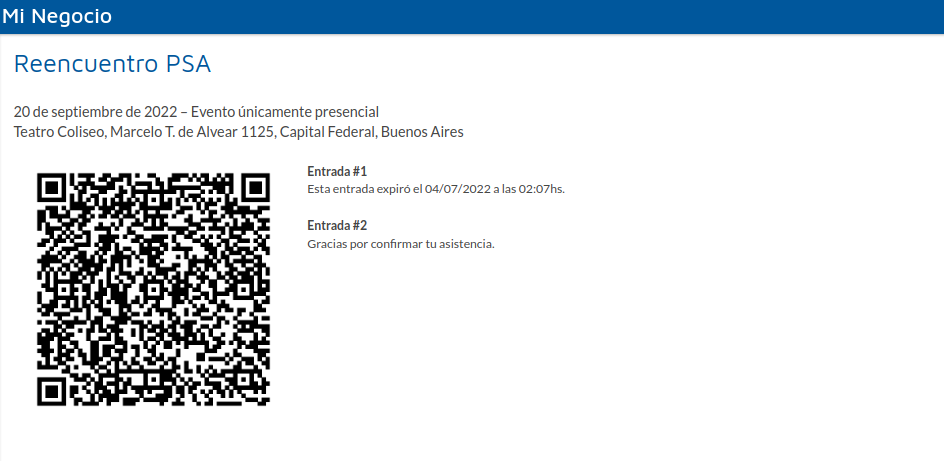 Mi Negocio
Reencuentro PSA
20 de septiembre de 2022 – Evento únicamente presencial
Teatro Coliseo, Marcelo T. de Alvear 1125, Capital Federal, Buenos Aires
Entrada #1
Esta entrada expiró el 04/07/2022 a las 02:07hs.
Entrada #2
Gracias por confirmar tu asistencia.